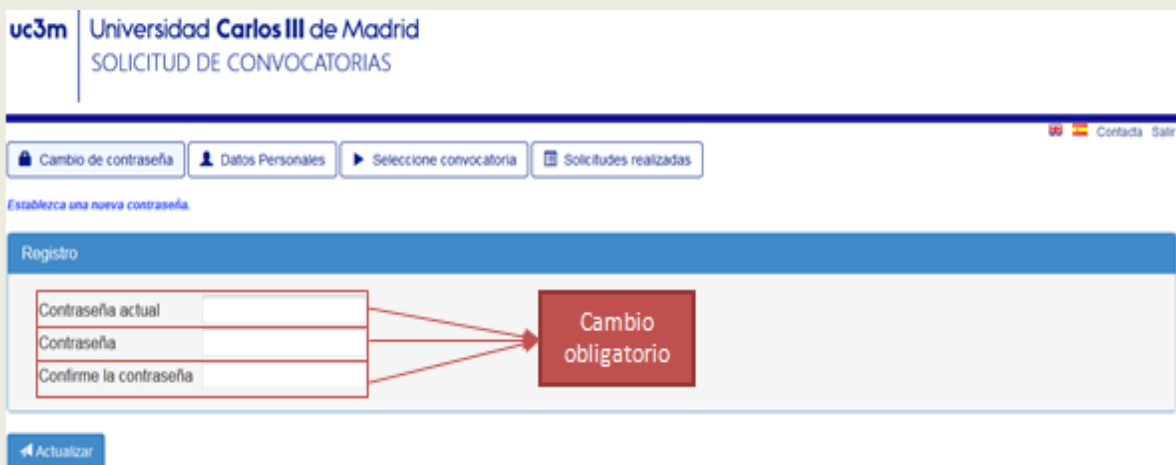 uc3m
Universidad Carlos III de Madrid
SOLICITUD DE CONVOCATORIAS
Contacta Salir
Cambio de contraseña Datos Personales Seleccione convocatoria Solicitudes realizadas
Establezca una nueva contraseña.
Registro
Contraseña actual
Contraseña
Confirme la contraseña
Cambio
obligatorio
Actualizar